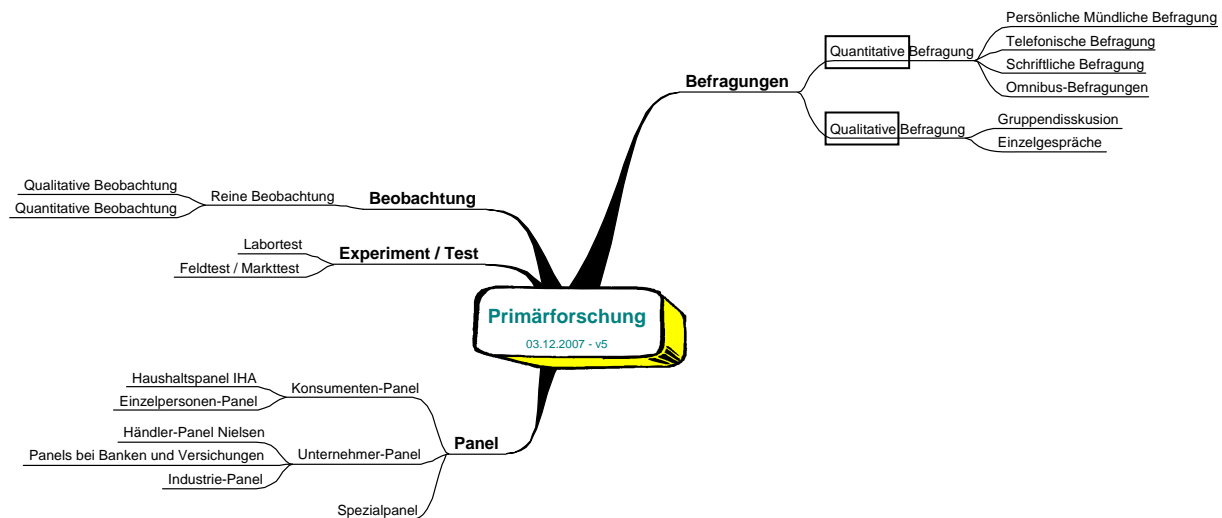 Primärforschung
03.12.2007 - v5
Befragungen
Quantitative Befragung
Persönliche Mündliche Befragung
Telefonische Befragung
Schriftliche Befragung
Omnibus-Befragungen
Qualitative Befragung
Gruppendisskusion
Einzelgespräche
Beobachtung
Reine Beobachtung
Qualitative Beobachtung
Quantitative Beobachtung
Experiment / Test
Labortest
Feldtest / Markttest
Panel
Konsumenten-Panel
Haushaltspanel IHA
Einzelpersonen-Panel
Unternehmer-Panel
Händler-Panel Nielsen
Panels bei Banken und Versichungen
Industrie-Panel
Spezialpanel